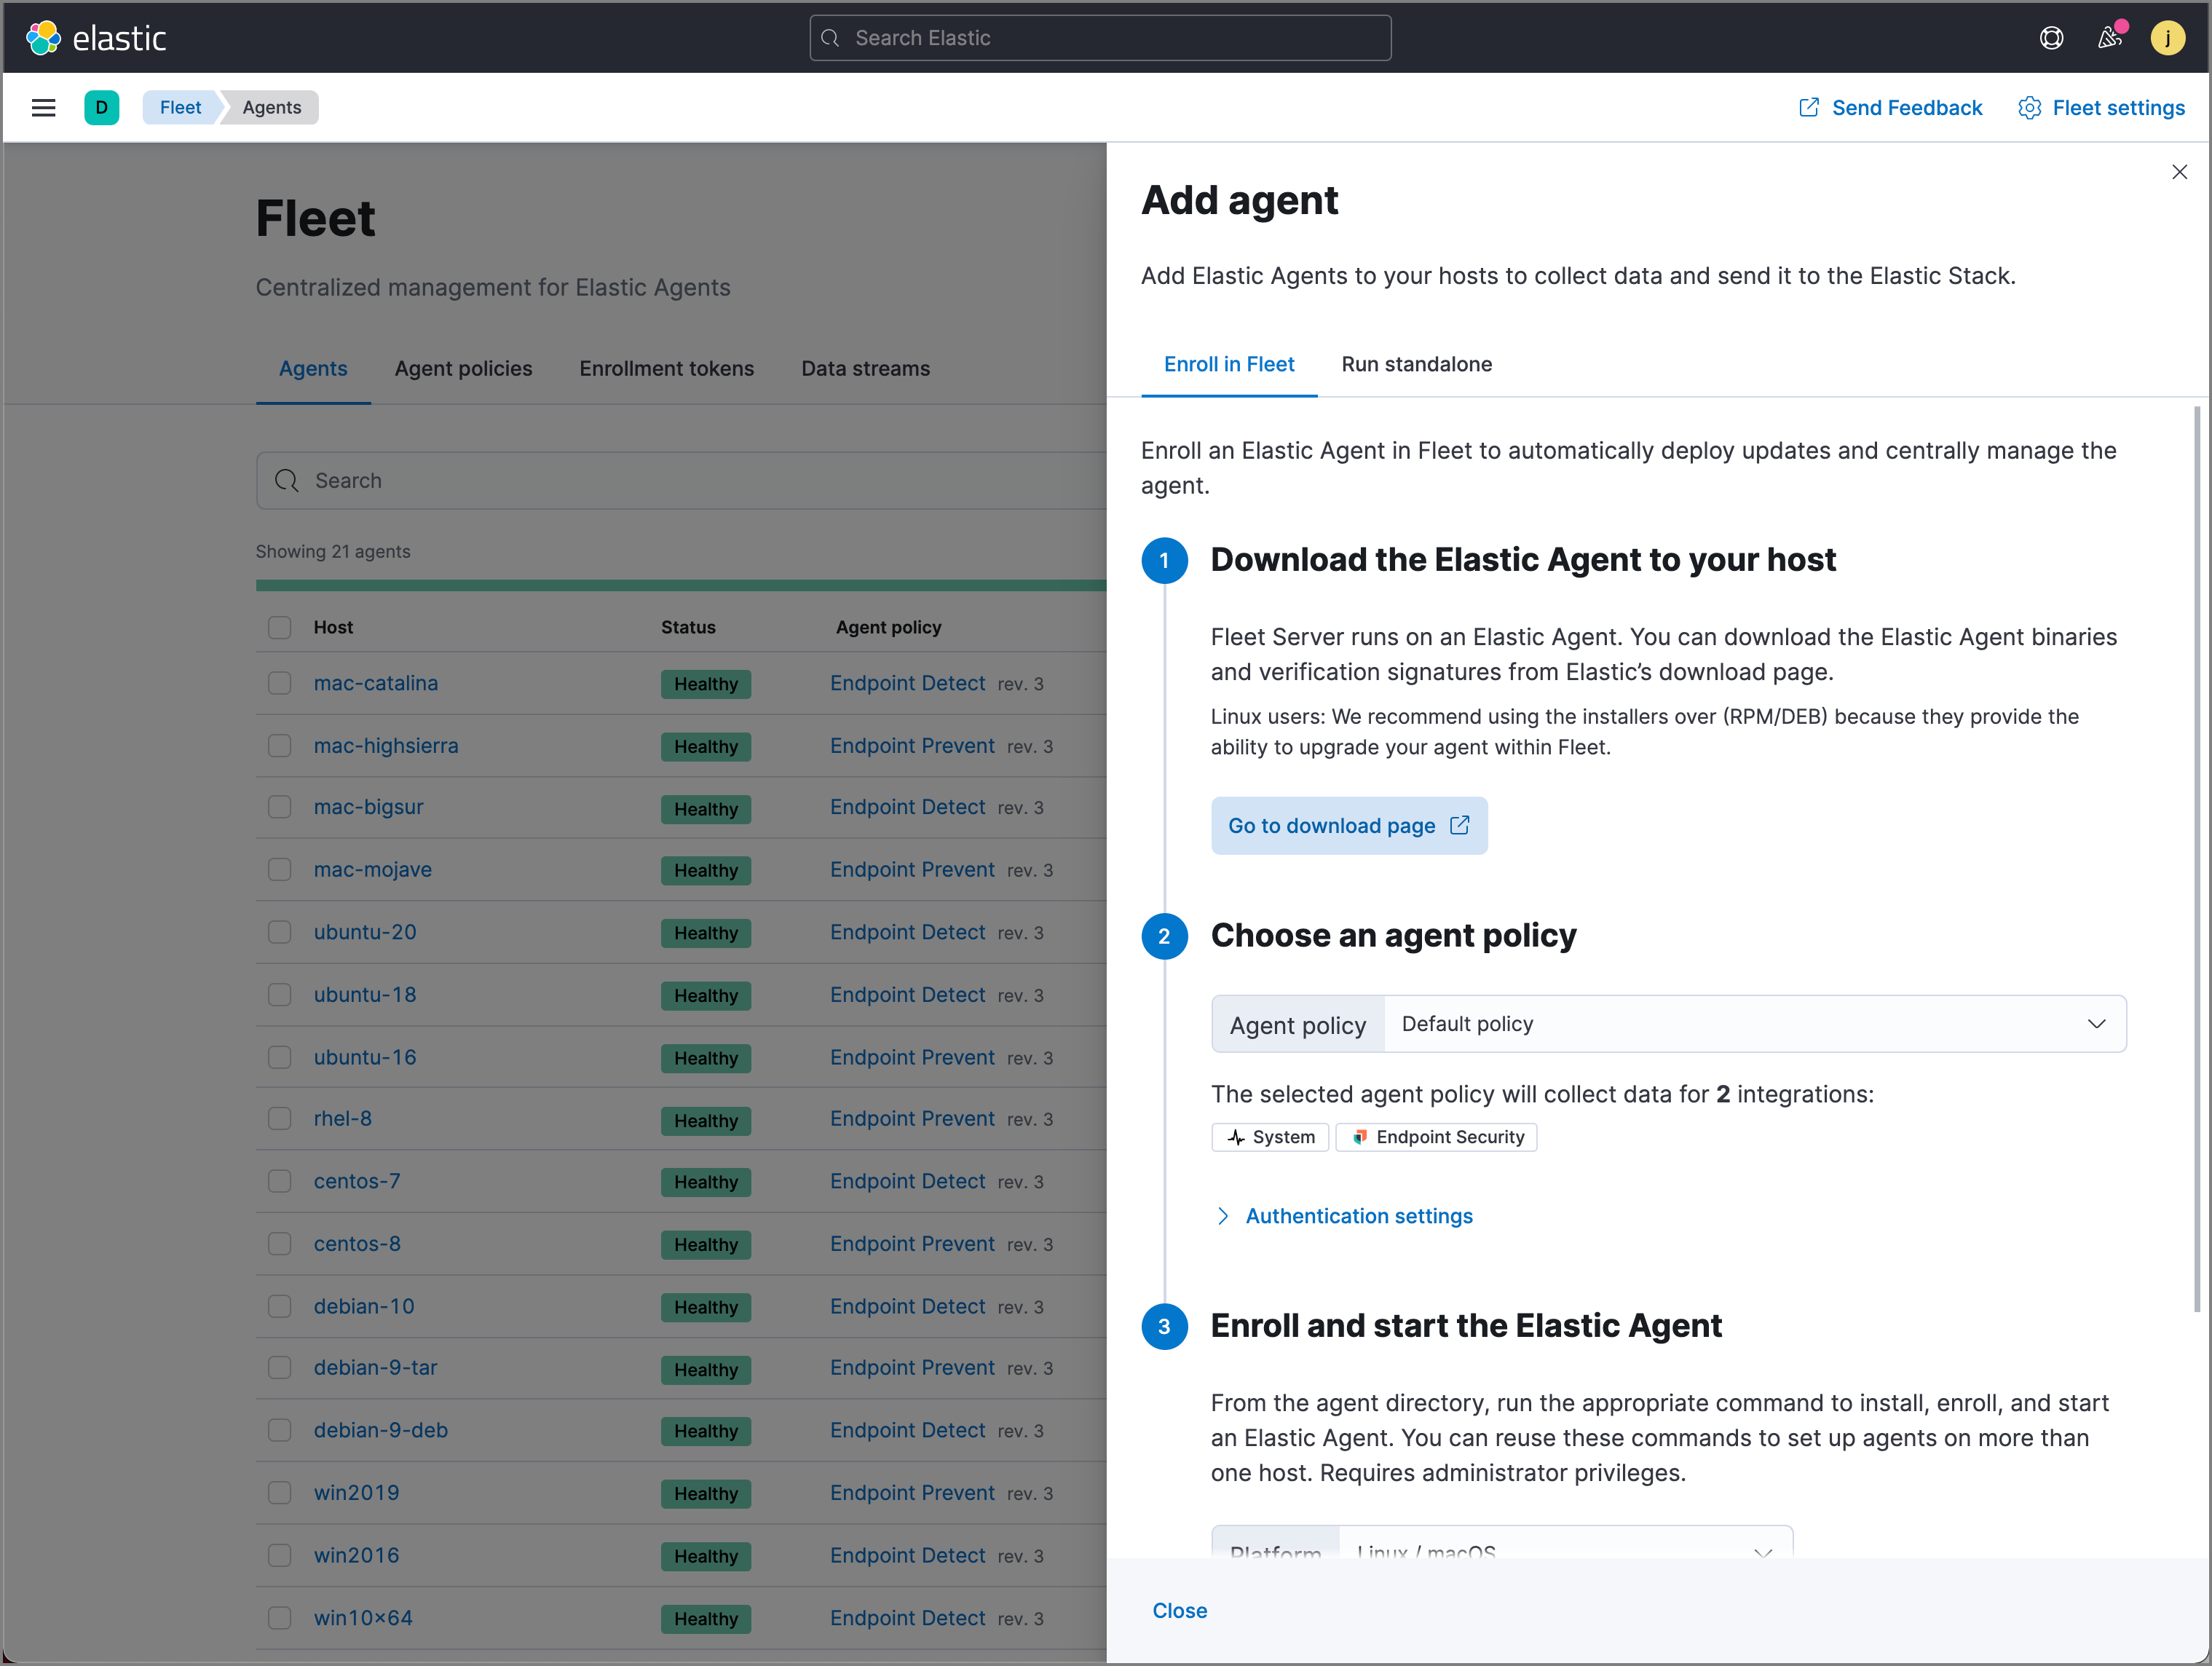 elastic
Search Elastic
j
D
Fleet
Agents
Send Feedback
Fleet settings
Fleet
Centralized management for Elastic Agents
Agents
Agent policies
Enrollment tokens
Data streams
Search
Showing 21 agents
Host Status Agent policy
mac-catalina Healthy Endpoint Detect rev. 3
mac-highsierra Healthy Endpoint Prevent rev. 3
mac-bigsur Healthy Endpoint Detect rev. 3
mac-mojave Healthy Endpoint Prevent rev. 3
ubuntu-20 Healthy Endpoint Detect rev. 3
ubuntu-18 Healthy Endpoint Detect rev. 3
ubuntu-16 Healthy Endpoint Prevent rev. 3
rhel-8 Healthy Endpoint Prevent rev. 3
centos-7 Healthy Endpoint Detect rev. 3
centos-8 Healthy Endpoint Prevent rev. 3
debian-10 Healthy Endpoint Detect rev. 3
debian-9-tar Healthy Endpoint Prevent rev. 3
debian-9-deb Healthy Endpoint Detect rev. 3
win2019 Healthy Endpoint Prevent rev. 3
win2016 Healthy Endpoint Detect rev. 3
win10x64 Healthy Endpoint Detect rev. 3
Add agent
Add Elastic Agents to your hosts to collect data and send it to the Elastic Stack.
Enroll in Fleet
Run standalone
Enroll an Elastic Agent in Fleet to automatically deploy updates and centrally manage the
agent.
1 Download the Elastic Agent to your host
Fleet Server runs on an Elastic Agent. You can download the Elastic Agent binaries
and verification signatures from Elastic’s download page.
Linux users: We recommend using the installers over (RPM/DEB) because they provide the
ability to upgrade your agent within Fleet.
Go to download page
2 Choose an agent policy
Agent policy Default policy
The selected agent policy will collect data for 2 integrations:
System
Endpoint Security
Authentication settings
3 Enroll and start the Elastic Agent
From the agent directory, run the appropriate command to install, enroll, and start
an Elastic Agent. You can reuse these commands to set up agents on more than
one host. Requires administrator privileges.
Platform Linux / macOS
Close